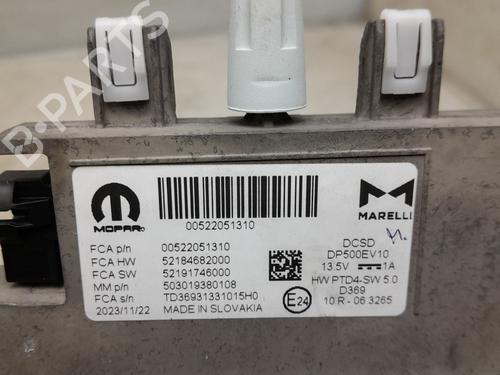 B-PARTS
MOPAR
00522051310
MARELLI
FCA p/n 00522051310
FCA HW 52184682000
FCA SW 52191746000
MM p/n 503019380108
FCA s/n TD36931331015H0
2023/11/22 MADE IN SLOVAKIA
E24
DCSD
DP500EV10
13.5V ⎓ 1A
HW PTD4-SW 5.0
D369
10 R - 06 3265